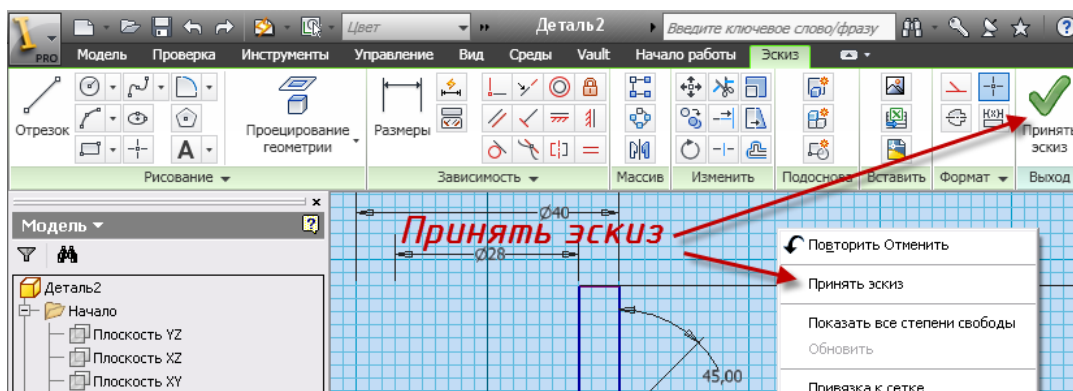 Цвет
Деталь2
Введите ключевое слово/фразу
PRO
Модель
Проверка
Инструменты
Управление
Вид
Среды
Vault
Начало работы
Эскиз
Отрезок
A
Проецирование
геометрии
Размеры
Принять
эскиз
Рисование
Зависимость
Массив
Изменить
Подоснова
Вставить
Формат
Выход
Модель
Принять эскиз
Ø40
Ø28
Повторить Отменить
Принять эскиз
Показать все степени свободы
Обновить
Привязка к сетке
45,00
Деталь2
Начало
Плоскость YZ
Плоскость XZ
Плоскость XY